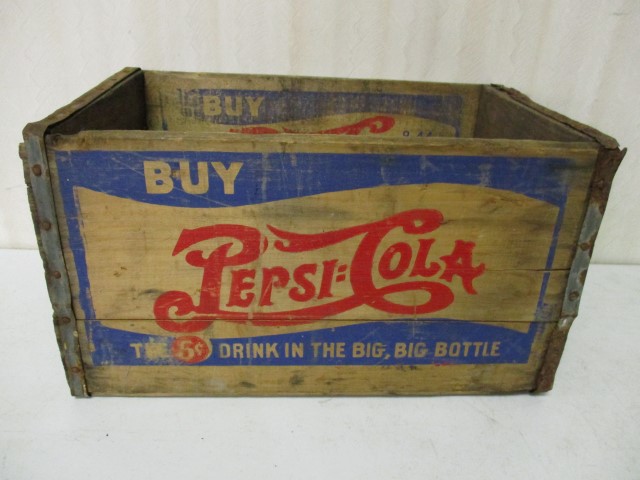 BUY
BUY
PEPSI=COLA
THE 5¢ DRINK IN THE BIG, BIG BOTTLE